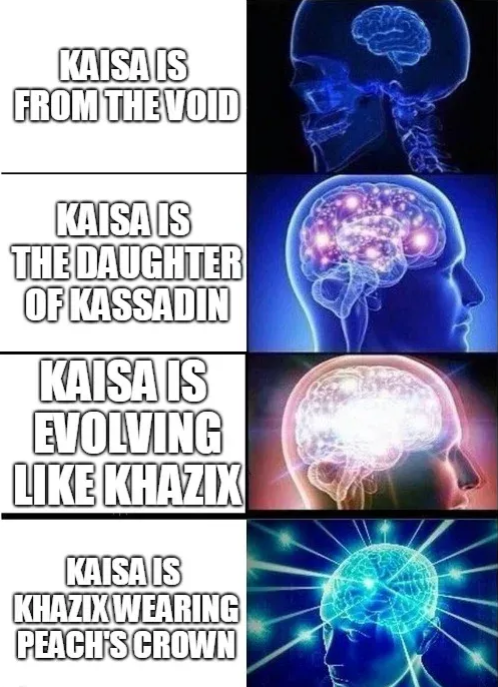 KAISA IS
FROM THE VOID
KAISA IS
THE DAUGHTER
OF KASSADIN
KAISA IS
EVOLVING
LIKE KHAZIX
KAISA IS
KHAZIX WEARING
PEACH'S CROWN